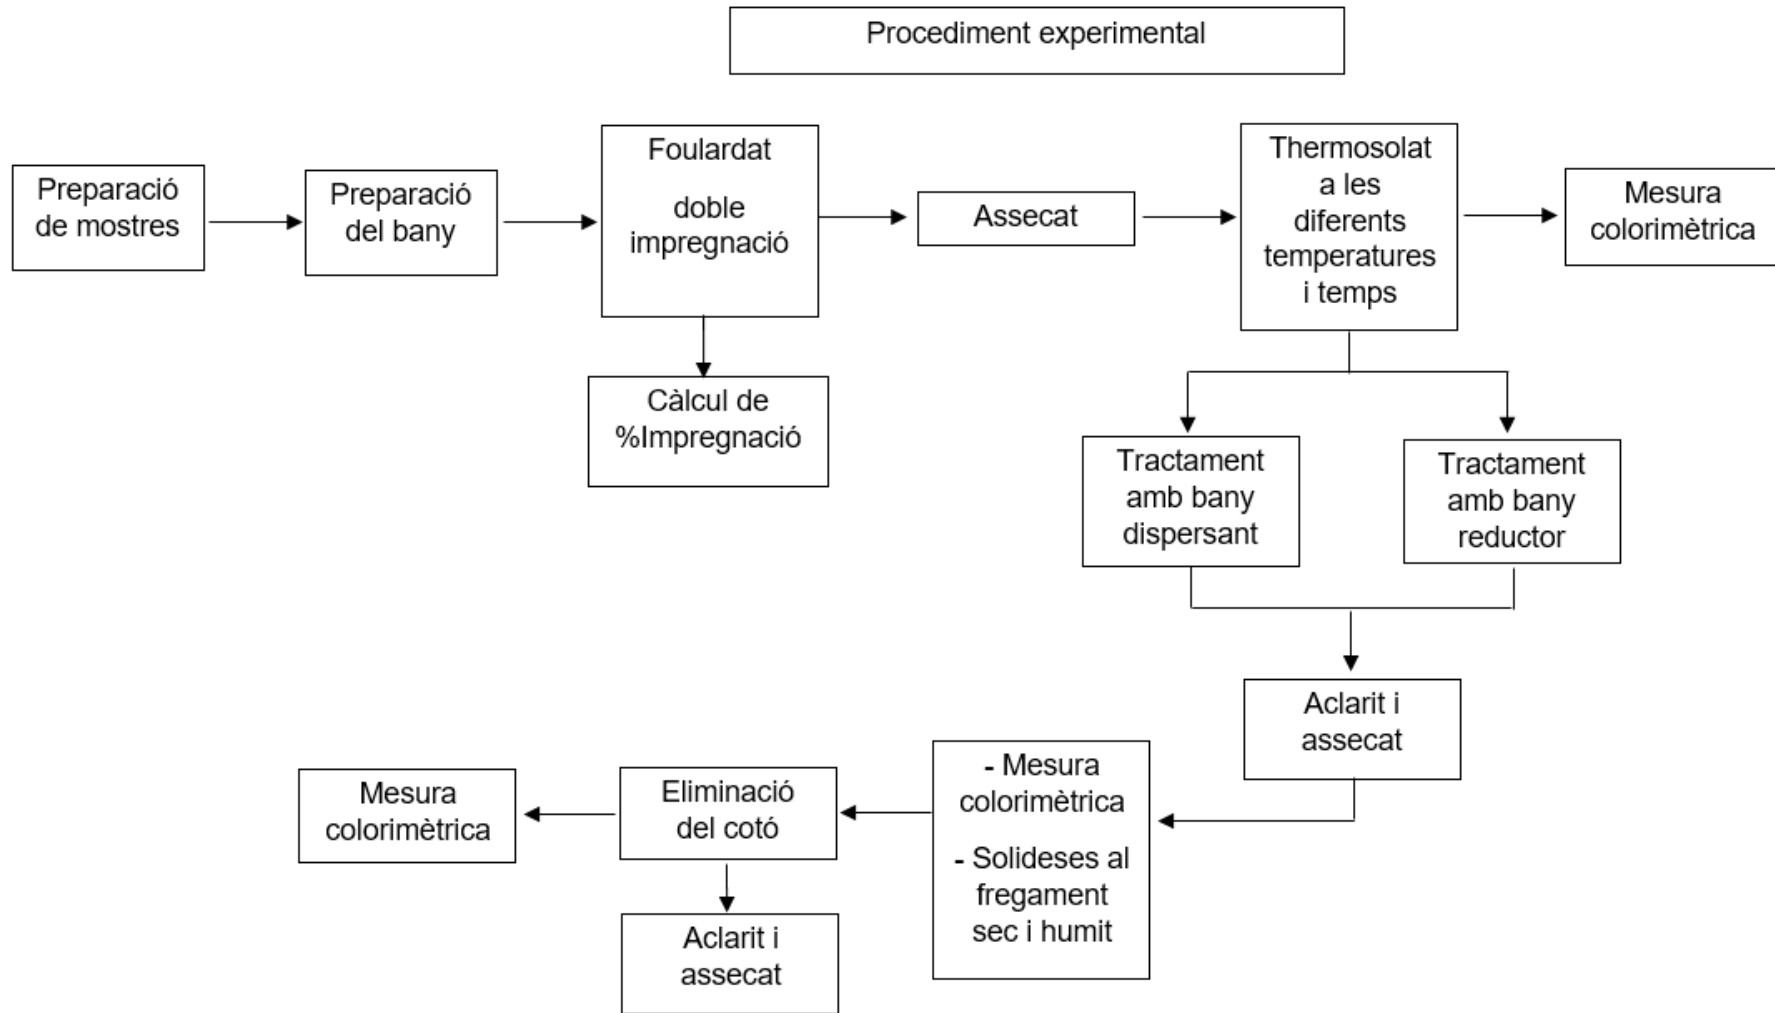 Procediment experimental
Preparació
de mostres
Preparació
del bany
Foulardat
doble
impregnació
Assecat
Thermosolat
a les
diferents
temperatures
i temps
Mesura
colorimètrica
Càlcul de
%Impregnació
Tractament
amb bany
dispersant
Tractament
amb bany
reductor
Aclarit i
assecat
- Mesura
colorimètrica
- Solideses al
fregament
sec i humit
Eliminació
del cotó
Mesura
colorimètrica
Aclarit i
assecat